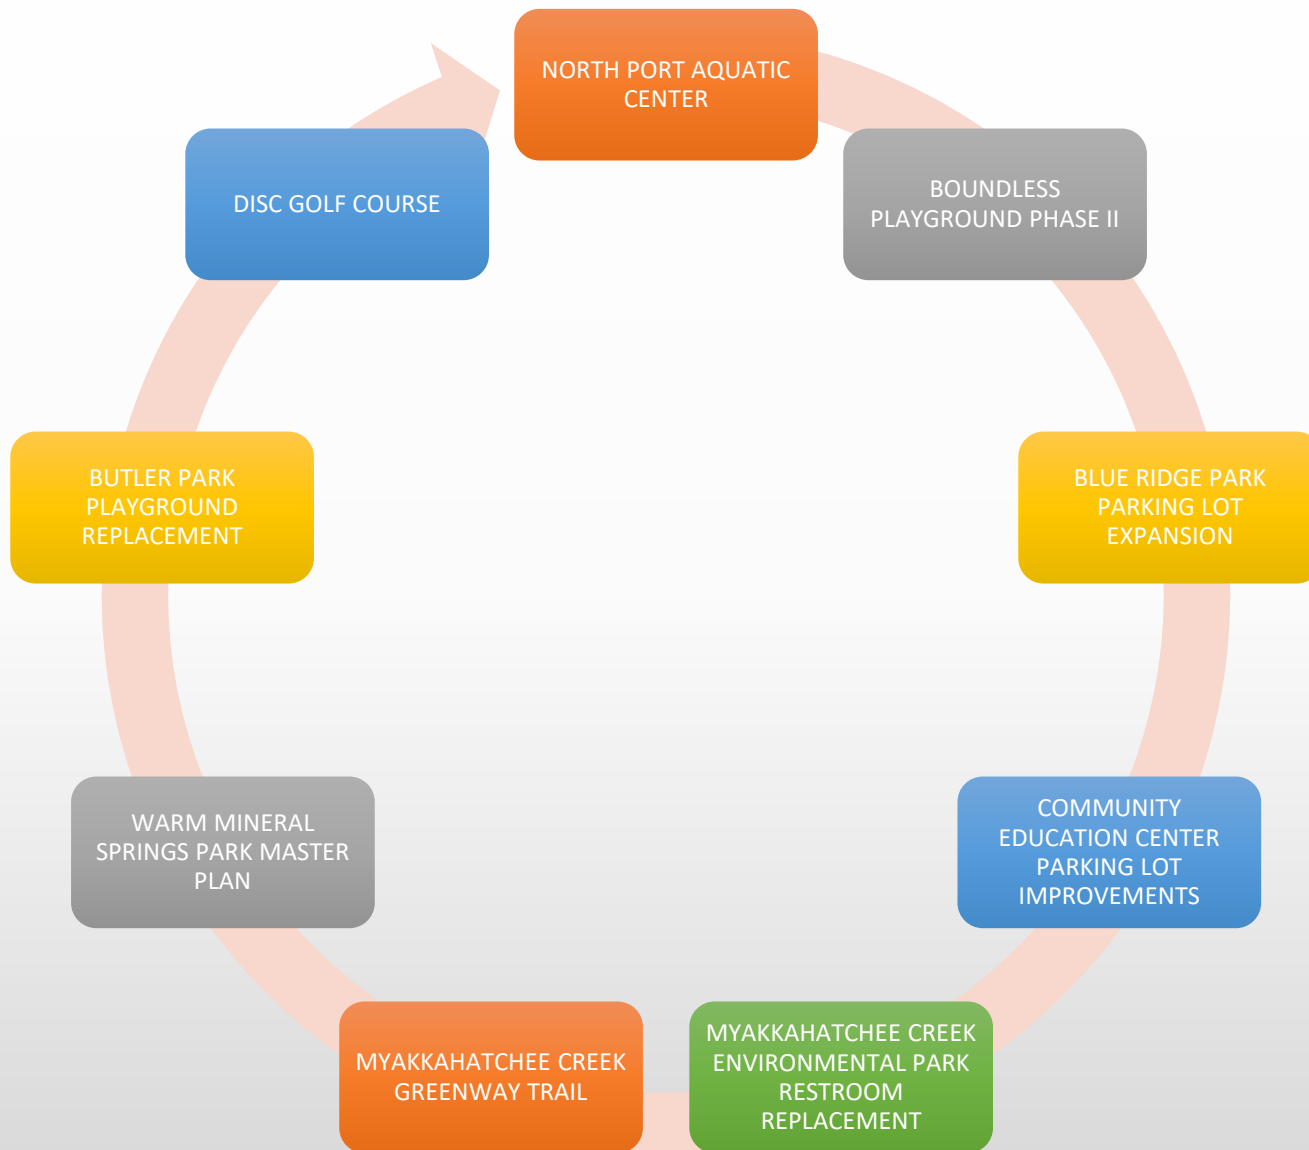 NORTH PORT AQUATIC
CENTER
BOUNDLESS
PLAYGROUND PHASE II
BLUE RIDGE PARK
PARKING LOT
EXPANSION
COMMUNITY
EDUCATION CENTER
PARKING LOT
IMPROVEMENTS
MYAKKAHATCHEE CREEK
ENVIRONMENTAL PARK
RESTROOM
REPLACEMENT
MYAKKAHATCHEE CREEK
GREENWAY TRAIL
WARM MINERAL
SPRINGS PARK MASTER
PLAN
BUTLER PARK
PLAYGROUND
REPLACEMENT
DISC GOLF COURSE